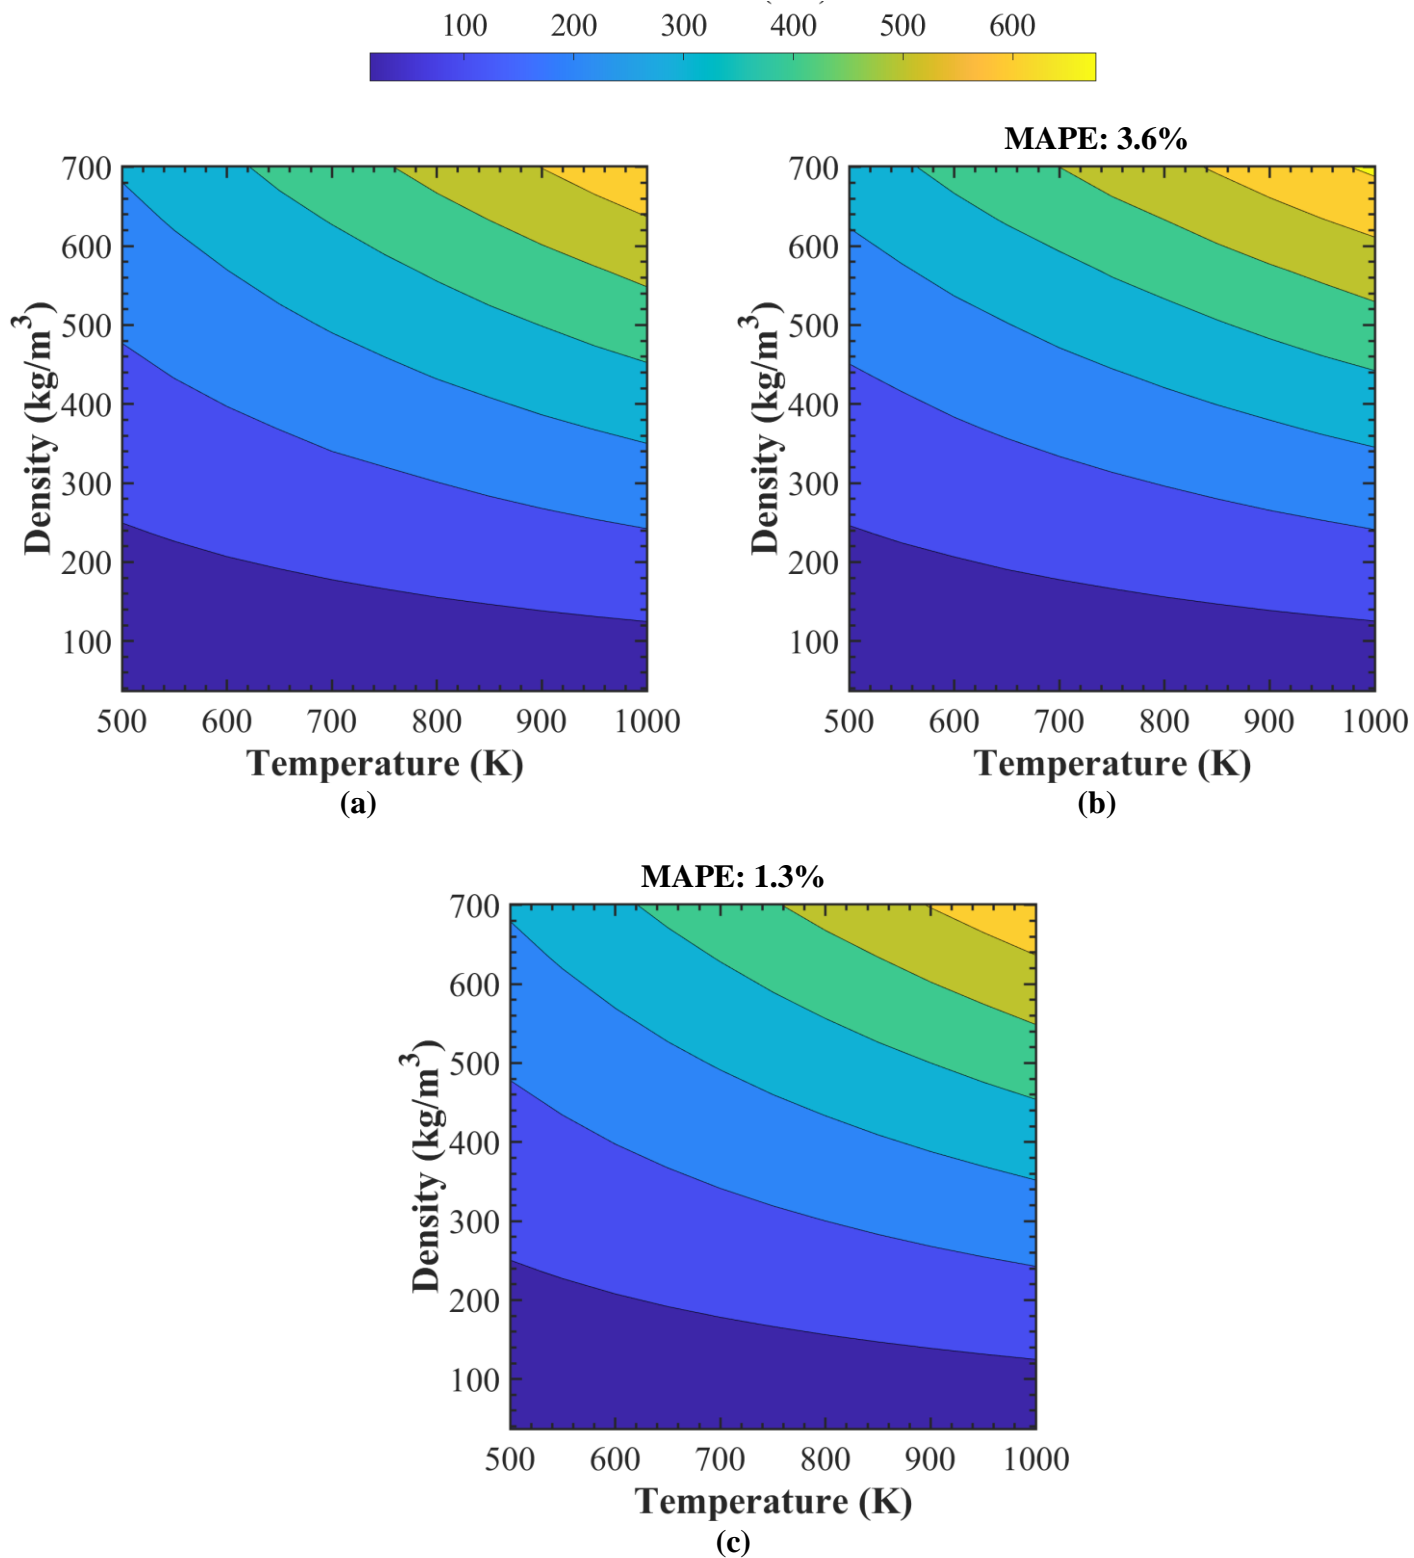 100 200 300 400 500 600
MAPE: 3.6%
700 700
600 600
500 500
400 400
300 300
200 200
100 100
Density (kg/m³) Density (kg/m³)
500 600 700 800 900 1000 500 600 700 800 900 1000
Temperature (K) Temperature (K)
(a) (b)
MAPE: 1.3%
700
600
500
400
300
200
100
Density (kg/m³)
500 600 700 800 900 1000
Temperature (K)
(c)